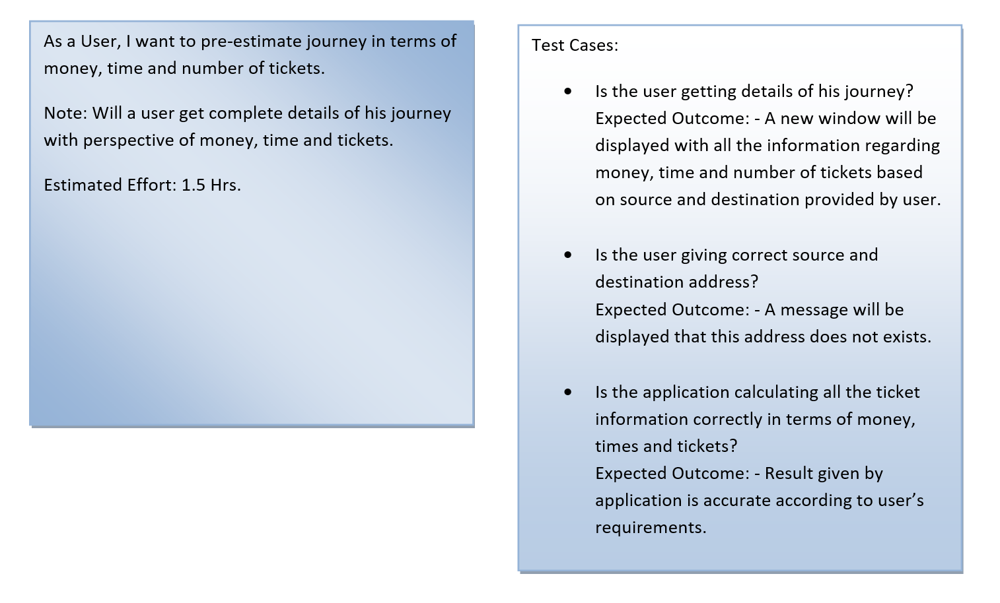 As a User, I want to pre-estimate journey in terms of
money, time and number of tickets.
Note: Will a user get complete details of his journey
with perspective of money, time and tickets.
Estimated Effort: 1.5 Hrs.
Test Cases:
• Is the user getting details of his journey?
Expected Outcome: - A new window will be
displayed with all the information regarding
money, time and number of tickets based
on source and destination provided by user.
• Is the user giving correct source and
destination address?
Expected Outcome: - A message will be
displayed that this address does not exists.
• Is the application calculating all the ticket
information correctly in terms of money,
times and tickets?
Expected Outcome: - Result given by
application is accurate according to user’s
requirements.